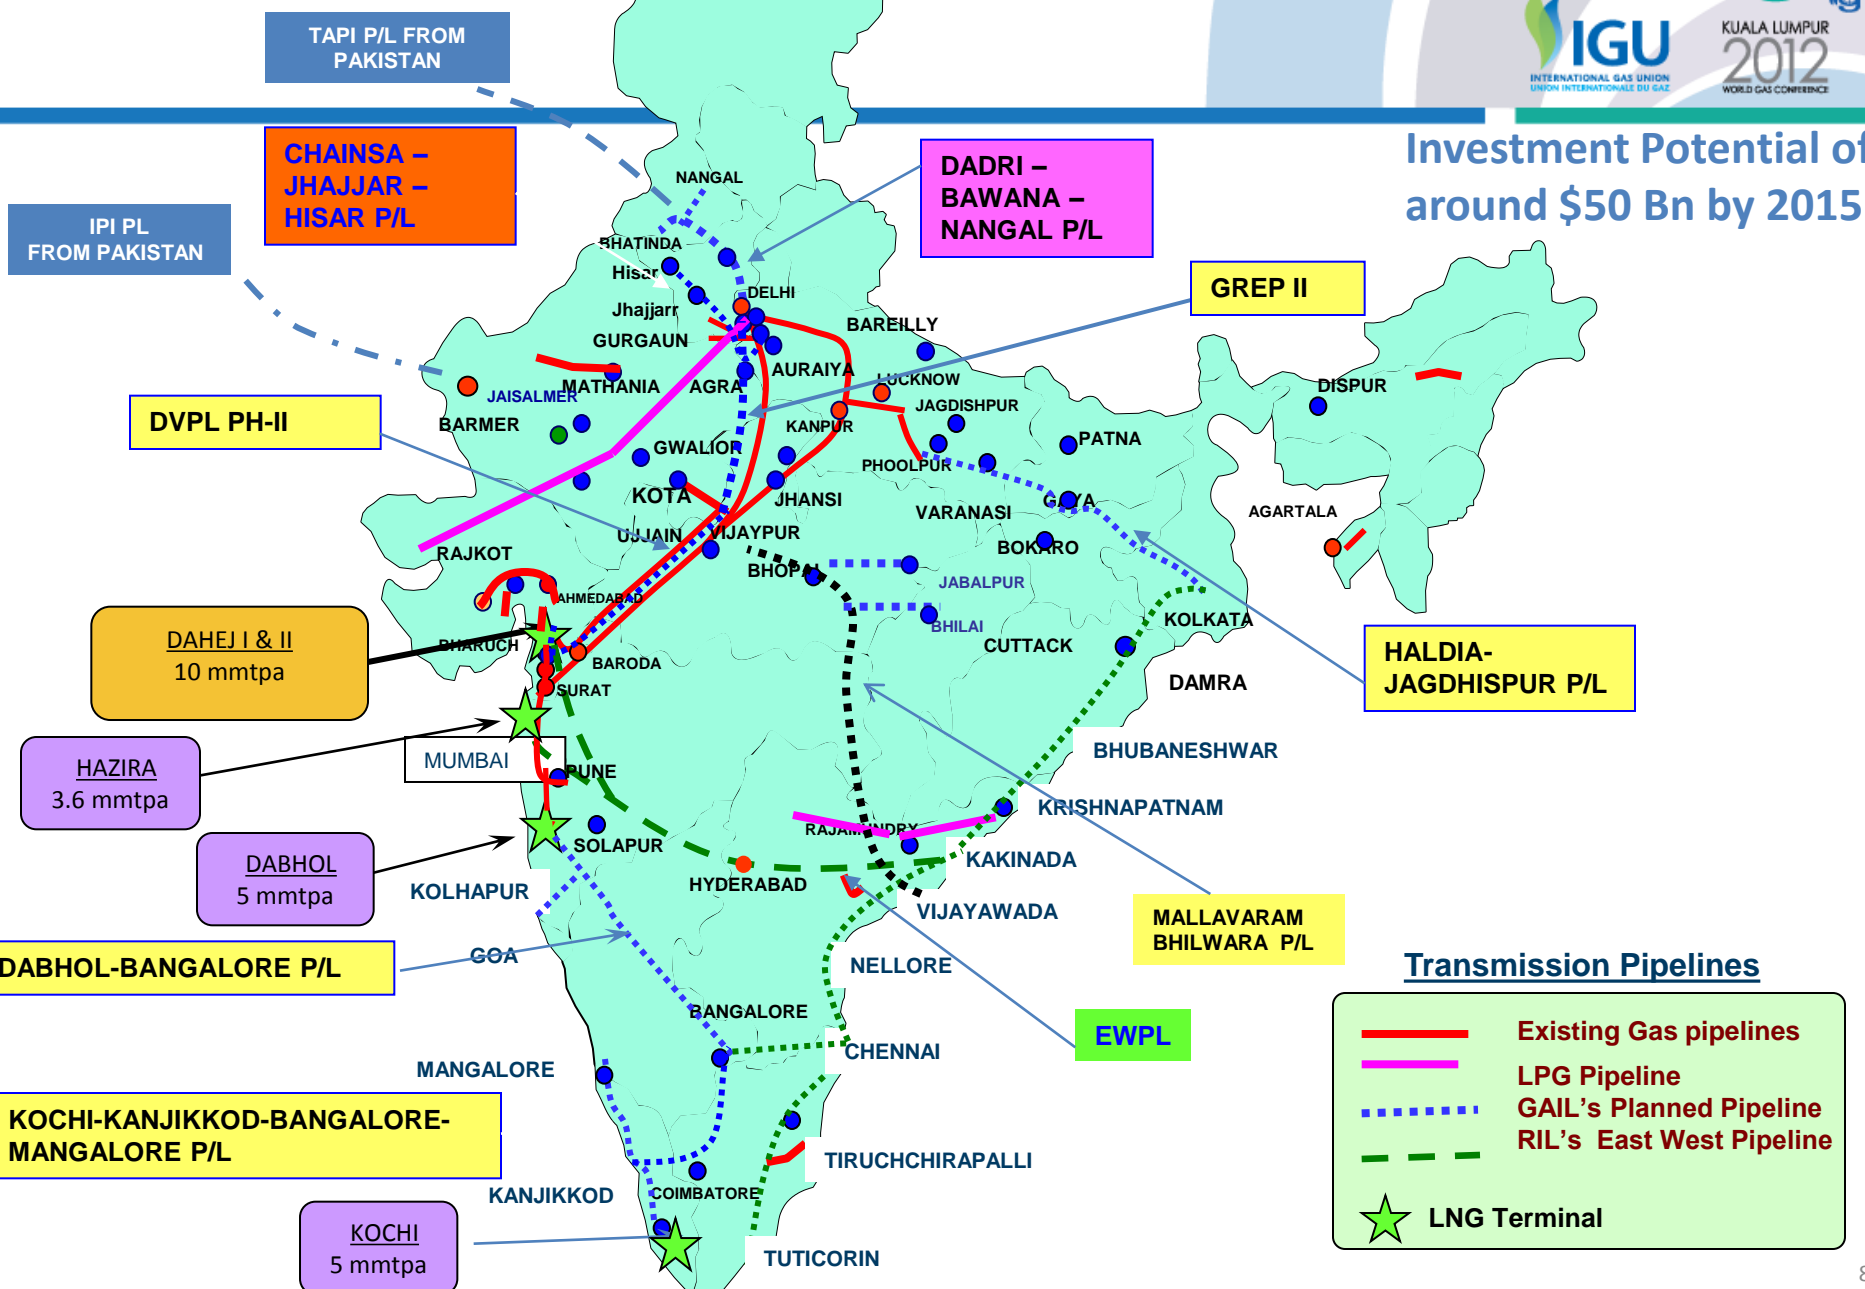 TAPI P/L FROM
PAKISTAN
IGU
INTERNATIONAL GAS UNION
UNION INTERNATIONALE DU GAZ
KUALA LUMPUR
2012
WORLD GAS CONFERENCE
Investment Potential of
around $50 Bn by 2015
CHAINSA –
JHAJJAR –
HISAR P/L
DADRI –
BAWANA –
NANGAL P/L
IPI PL
FROM PAKISTAN
GREP II
DVPL PH-II
NANGAL
BHATINDA
Hisar
Jhajjarr
DELHI
GURGAUN
BAREILLY
MATHANIA
AGRA
AURAIYA
LUCKNOW
JAISALMER
BARMER
KANPUR
JAGDISHPUR
DISPUR
GWALIOR
PHOOLPUR
PATNA
KOTA
JHANSI
VARANASI
GAYA
AGARTALA
UJJAIN
VIJAYPUR
BOKARO
RAJKOT
BHOPAL
JABALPUR
AHMEDABAD
BHILAI
KOLKATA
BHARUCH
BARODA
CUTTACK
SURAT
DAMRA
DAHEJ I & II
10 mmtpa
HALDIA-
JAGDHISPUR P/L
HAZIRA
3.6 mmtpa
MUMBAI
PUNE
BHUBANESHWAR
KRISHNAPATNAM
RAJAMUNDRY
SOLAPUR
KAKINADA
DABHOL
5 mmtpa
KOLHAPUR
HYDERABAD
VIJAYAWADA
MALLAVARAM
BHILWARA P/L
DABHOL-BANGALORE P/L
GOA
NELLORE
BANGALORE
EWPL
CHENNAI
MANGALORE
KOCHI-KANJIKKOD-BANGALORE-
MANGALORE P/L
TIRUCHCHIRAPALLI
KANJIKKOD
COIMBATORE
KOCHI
5 mmtpa
TUTICORIN
Transmission Pipelines
Existing Gas pipelines
LPG Pipeline
GAIL's Planned Pipeline
RIL's East West Pipeline
LNG Terminal
8